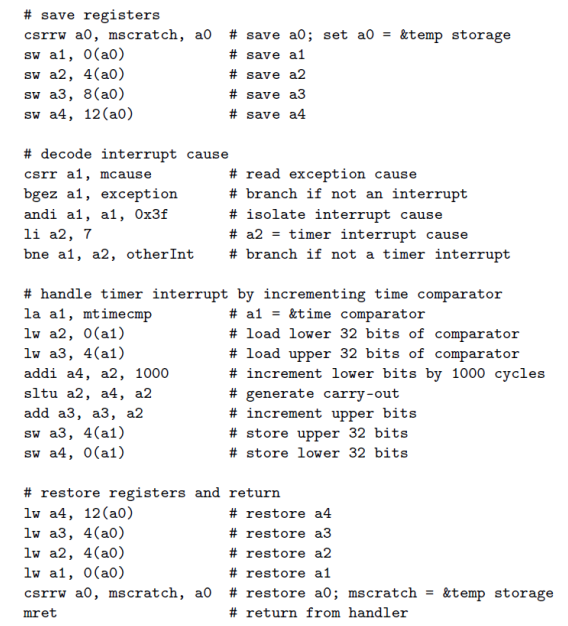 # save registers
csrrw a0, mscratch, a0  # save a0; set a0 = &temp storage
sw a1, 0(a0)            # save a1
sw a2, 4(a0)            # save a2
sw a3, 8(a0)            # save a3
sw a4, 12(a0)           # save a4

# decode interrupt cause
csrr a1, mcause         # read exception cause
bgez a1, exception      # branch if not an interrupt
andi a1, a1, 0x3f       # isolate interrupt cause
li a2, 7                # a2 = timer interrupt cause
bne a1, a2, otherInt    # branch if not a timer interrupt

# handle timer interrupt by incrementing time comparator
la a1, mtimecmp         # a1 = &time comparator
lw a2, 0(a1)            # load lower 32 bits of comparator
lw a3, 4(a1)            # load upper 32 bits of comparator
addi a4, a2, 1000       # increment lower bits by 1000 cycles
sltu a2, a4, a2         # generate carry-out
add a3, a3, a2          # increment upper bits
sw a3, 4(a1)            # store upper 32 bits
sw a4, 0(a1)            # store lower 32 bits

# restore registers and return
lw a4, 12(a0)           # restore a4
lw a3, 4(a0)            # restore a3
lw a2, 4(a0)            # restore a2
lw a1, 0(a0)            # restore a1
csrrw a0, mscratch, a0  # restore a0; mscratch = &temp storage
mret                    # return from handler